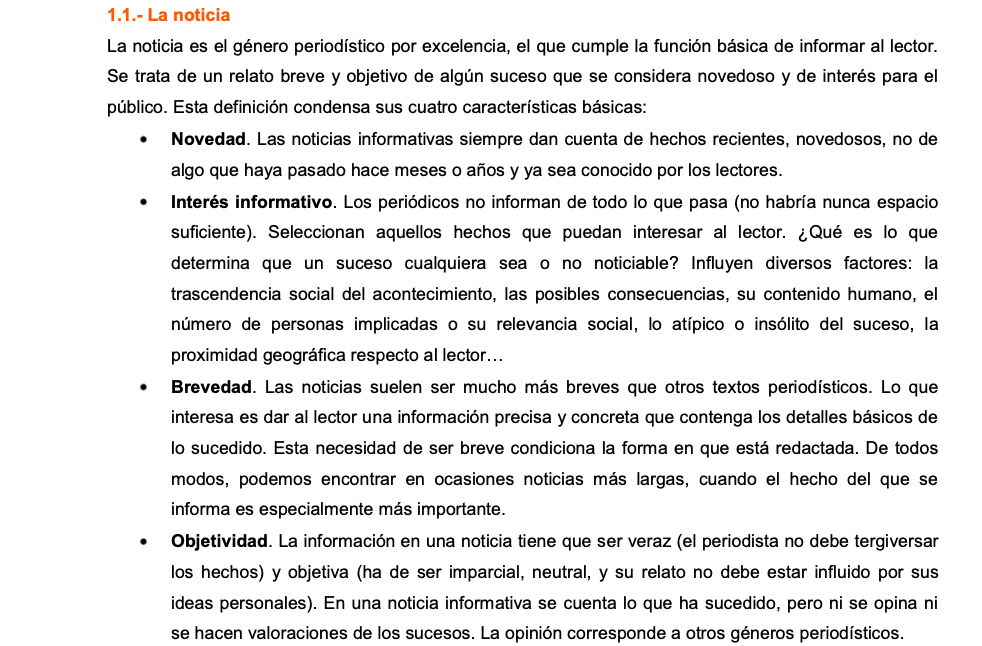 1.1.- La noticia
La noticia es el género periodístico por excelencia, el que cumple la función básica de informar al lector.
Se trata de un relato breve y objetivo de algún suceso que se considera novedoso y de interés para el
público. Esta definición condensa sus cuatro características básicas:
• Novedad. Las noticias informativas siempre dan cuenta de hechos recientes, novedosos, no de
algo que haya pasado hace meses o años y ya sea conocido por los lectores.
• Interés informativo. Los periódicos no informan de todo lo que pasa (no habría nunca espacio
suficiente). Seleccionan aquellos hechos que puedan interesar al lector. ¿Qué es lo que
determina que un suceso cualquiera sea o no noticiable? Influyen diversos factores: la
trascendencia social del acontecimiento, las posibles consecuencias, su contenido humano, el
número de personas implicadas o su relevancia social, lo atípico o insólito del suceso, la
proximidad geográfica respecto al lector…
• Brevedad. Las noticias suelen ser mucho más breves que otros textos periodísticos. Lo que
interesa es dar al lector una información precisa y concreta que contenga los detalles básicos de
lo sucedido. Esta necesidad de ser breve condiciona la forma en que está redactada. De todos
modos, podemos encontrar en ocasiones noticias más largas, cuando el hecho del que se
informa es especialmente más importante.
• Objetividad. La información en una noticia tiene que ser veraz (el periodista no debe tergiversar
los hechos) y objetiva (ha de ser imparcial, neutral, y su relato no debe estar influido por sus
ideas personales). En una noticia informativa se cuenta lo que ha sucedido, pero ni se opina ni
se hacen valoraciones de los sucesos. La opinión corresponde a otros géneros periodísticos.